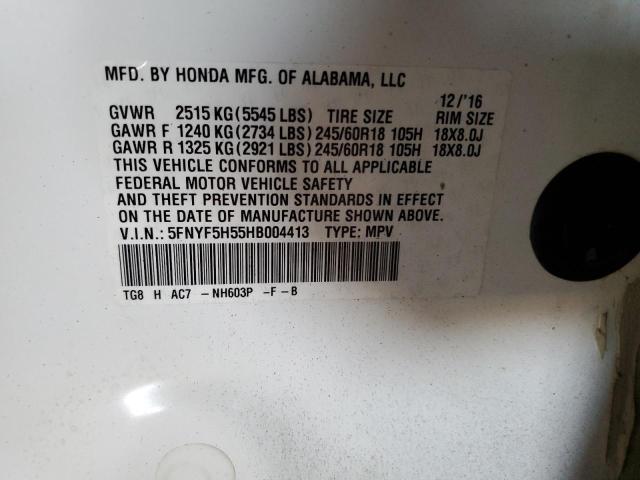 MFD. BY HONDA MFG. OF ALABAMA, LLC
12/'16
GVWR 2515 KG (5545 LBS) TIRE SIZE RIM SIZE
GAWR F 1240 KG (2734 LBS) 245/60R18 105H 18X8.0J
GAWR R 1325 KG (2921 LBS) 245/60R18 105H 18X8.0J
THIS VEHICLE CONFORMS TO ALL APPLICABLE
FEDERAL MOTOR VEHICLE SAFETY
AND THEFT PREVENTION STANDARDS IN EFFECT
ON THE DATE OF MANUFACTURE SHOWN ABOVE.
V.I.N.: 5FNYF5H55HB004413 TYPE: MPV
TG8 H AC7 -NH603P -F-B